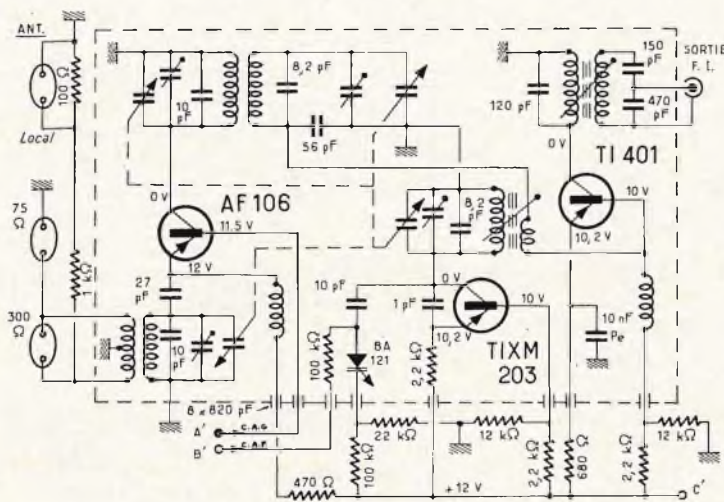 ANT.
100 Ω
Local
75 Ω
1 kΩ
300 Ω
10 pF
8,2 pF
56 pF
150 pF
SORTIE F. I.
120 pF
470 pF
0 V
TI 401
10 V
10,2 V
0 V
AF 106
11.5 V
12 V
8,2 pF
27 pF
10 pF
10 pF
1 pF
0 V
10 V
10,2 V
TIXM 203
10 nF
Pe
100 kΩ
BA 121
2,2 kΩ
8 x 820 pF
A'
C.A.G
B'
C.A.F.
22 kΩ
12 kΩ
12 kΩ
100 kΩ
2,2 kΩ
680 Ω
2,2 kΩ
470 Ω
+ 12 V
C'